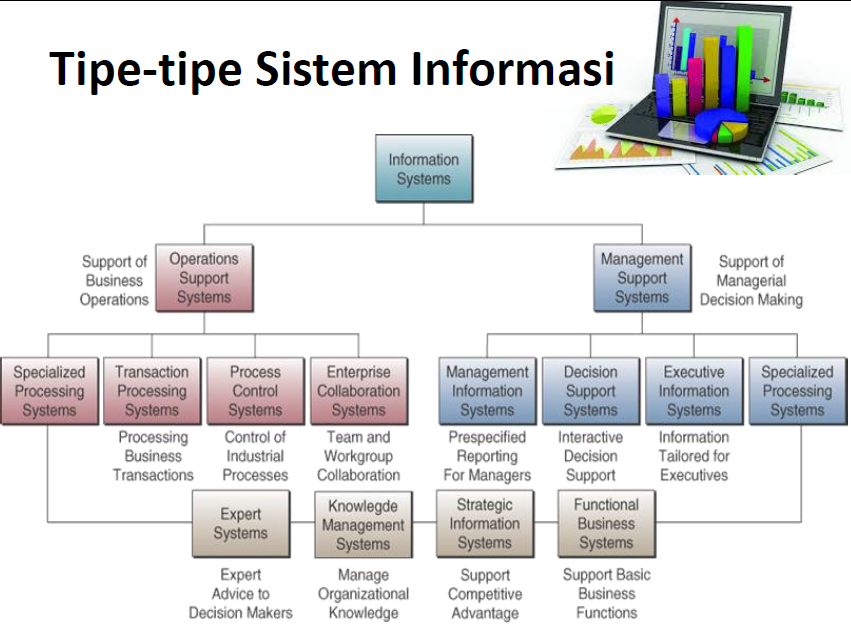 Tipe-tipe Sistem Informasi
Information
Systems
Support of
Business
Operations
Operations
Support
Systems
Management
Support
Systems
Support of
Managerial
Decision Making
Specialized
Processing
Systems
Transaction
Processing
Systems
Process
Control
Systems
Enterprise
Collaboration
Systems
Management
Information
Systems
Decision
Support
Systems
Executive
Information
Systems
Specialized
Processing
Systems
Processing
Business
Transactions
Control of
Industrial
Processes
Team and
Workgroup
Collaboration
Prespecified
Reporting
For Managers
Interactive
Decision
Support
Information
Tailored for
Executives
Expert
Systems
Knowlegde
Management
Systems
Strategic
Information
Systems
Functional
Business
Systems
Expert
Advice to
Decision Makers
Manage
Organizational
Knowledge
Support
Competitive
Advantage
Support Basic
Business
Functions